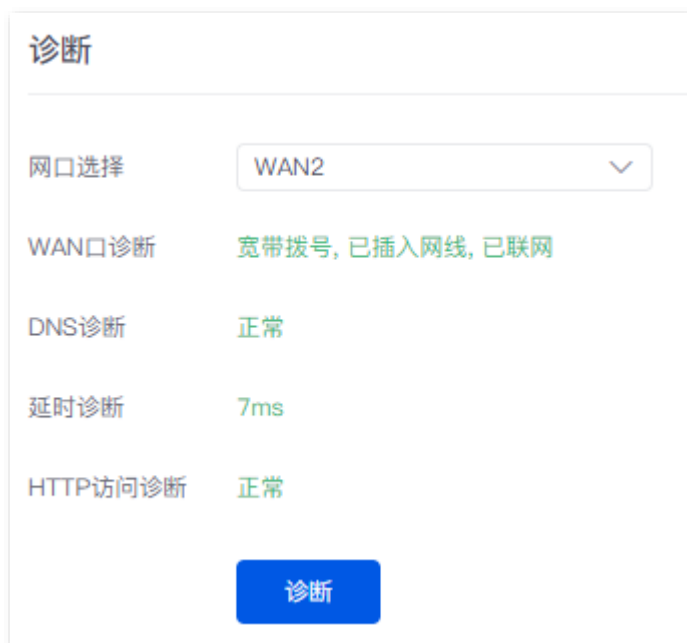 诊断
网口选择 WAN2
WAN口诊断 宽带拨号, 已插入网线, 已联网
DNS诊断 正常
延时诊断 7ms
HTTP访问诊断 正常
诊断